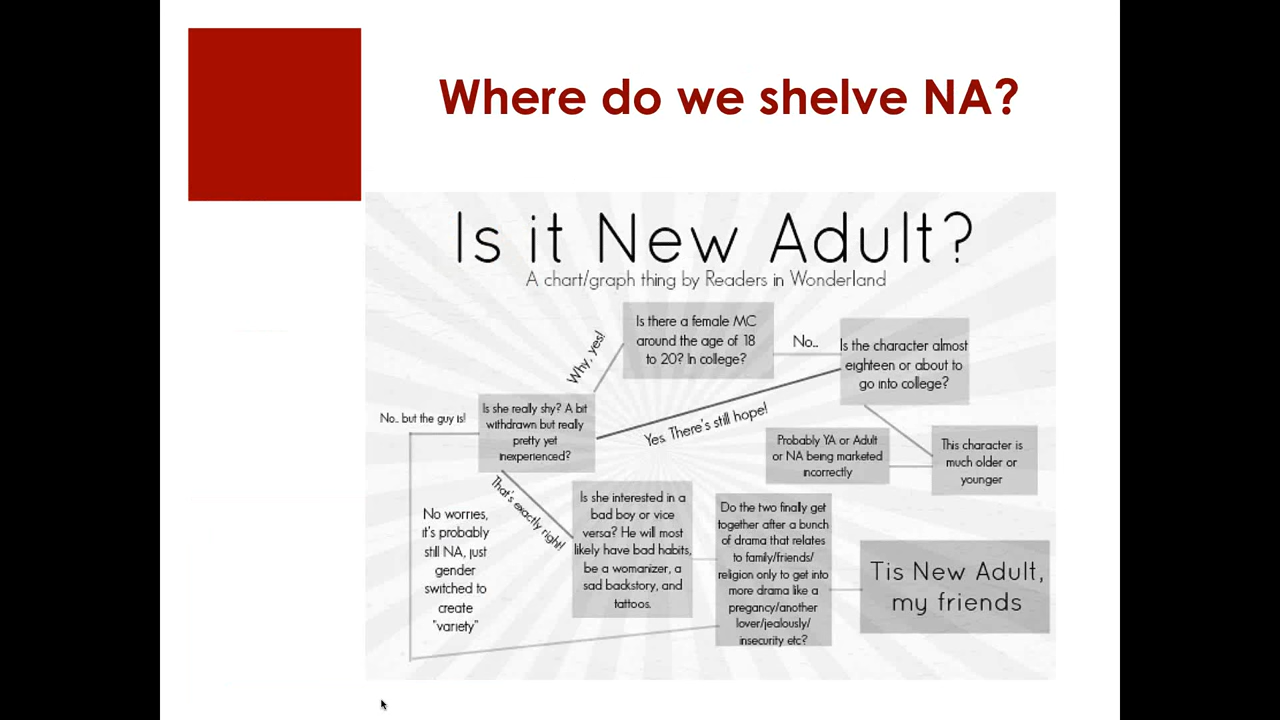 Where do we shelve NA?
Is it New Adult?
A chart/graph thing by Readers in Wonderland
Is there a female MC
around the age of 18
to 20? In college?
Why, yes!
No..
Is the character almost
eighteen or about to
go into college?
Yes. There's still hope!
Is she really shy? A bit
withdrawn but really
pretty yet
inexperienced?
No.. but the guy is!
Probably YA or Adult
or NA being marketed
incorrectly
This character is
much older or
younger
That's exactly right!
Is she interested in a
bad boy or vice
versa? He will most
likely have bad habits,
be a womanizer, a
sad backstory, and
tattoos.
Do the two finally get
together after a bunch
of drama that relates
to family/friends/
religion only to get into
more drama like a
pregancy/another
lover/jealously/
insecurity etc?
No worries,
it's probably
still NA, just
gender
switched to
create
"variety"
Tis New Adult,
my friends